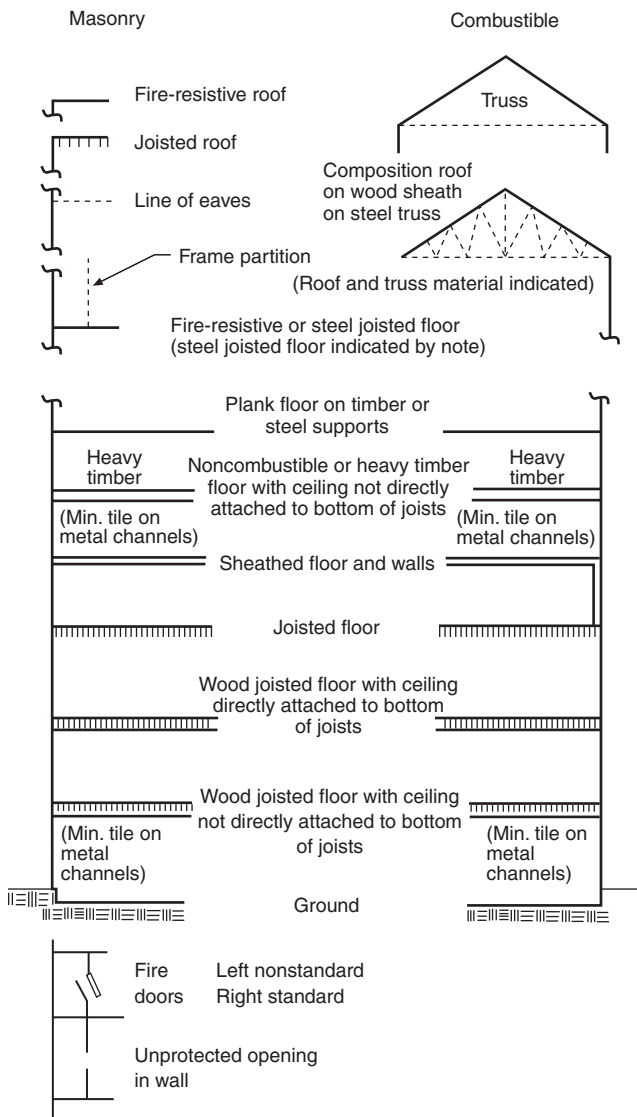 Masonry
Combustible
Fire-resistive roof
Truss
Joisted roof
Composition roof
on wood sheath
on steel truss
Line of eaves
Frame partition
(Roof and truss material indicated)
Fire-resistive or steel joisted floor
(steel joisted floor indicated by note)
Plank floor on timber or
steel supports
Heavy
timber
Noncombustible or heavy timber
floor with ceiling not directly
attached to bottom of joists
Heavy
timber
(Min. tile on
metal channels)
(Min. tile on
metal channels)
Sheathed floor and walls
Joisted floor
Wood joisted floor with ceiling
directly attached to bottom
of joists
Wood joisted floor with ceiling
not directly attached to bottom
of joists
(Min. tile on
metal
channels)
(Min. tile on
metal
channels)
Ground
Fire
doors
Left nonstandard
Right standard
Unprotected opening
in wall